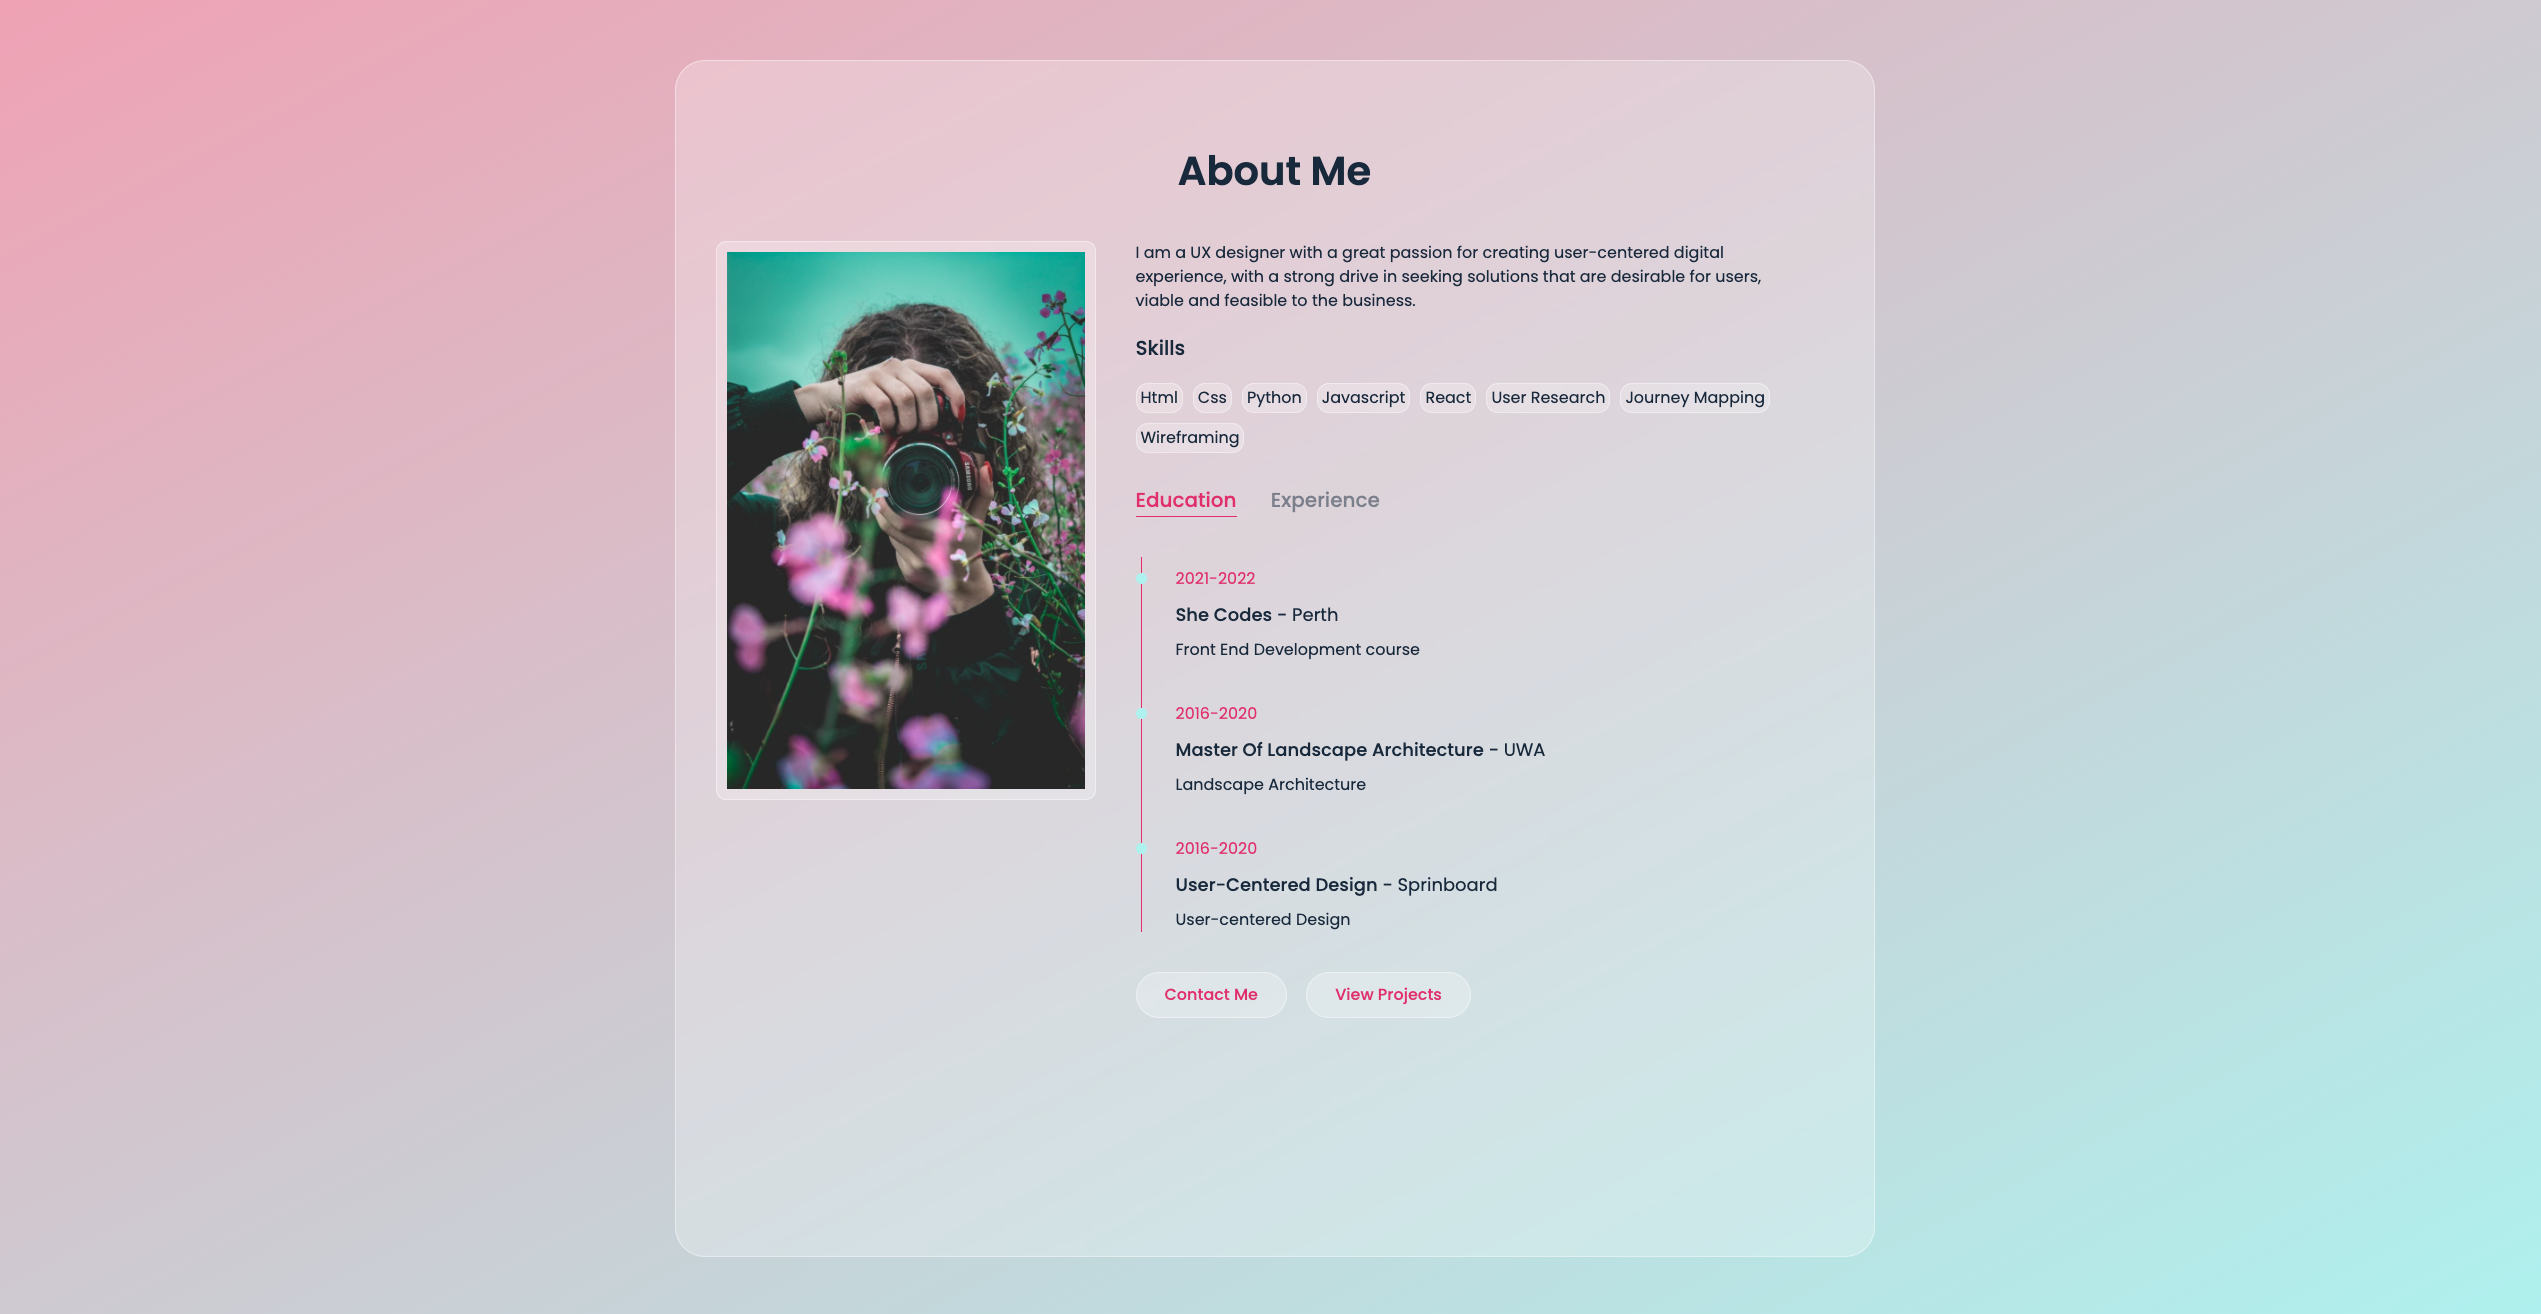 About Me
I am a UX designer with a great passion for creating user-centered digital
experience, with a strong drive in seeking solutions that are desirable for users,
viable and feasible to the business.
Skills
Html Css Python Javascript React User Research Journey Mapping
Wireframing
Education Experience
2021-2022
She Codes - Perth
Front End Development course
2016-2020
Master Of Landscape Architecture - UWA
Landscape Architecture
2016-2020
User-Centered Design - Sprinboard
User-centered Design
Contact Me View Projects